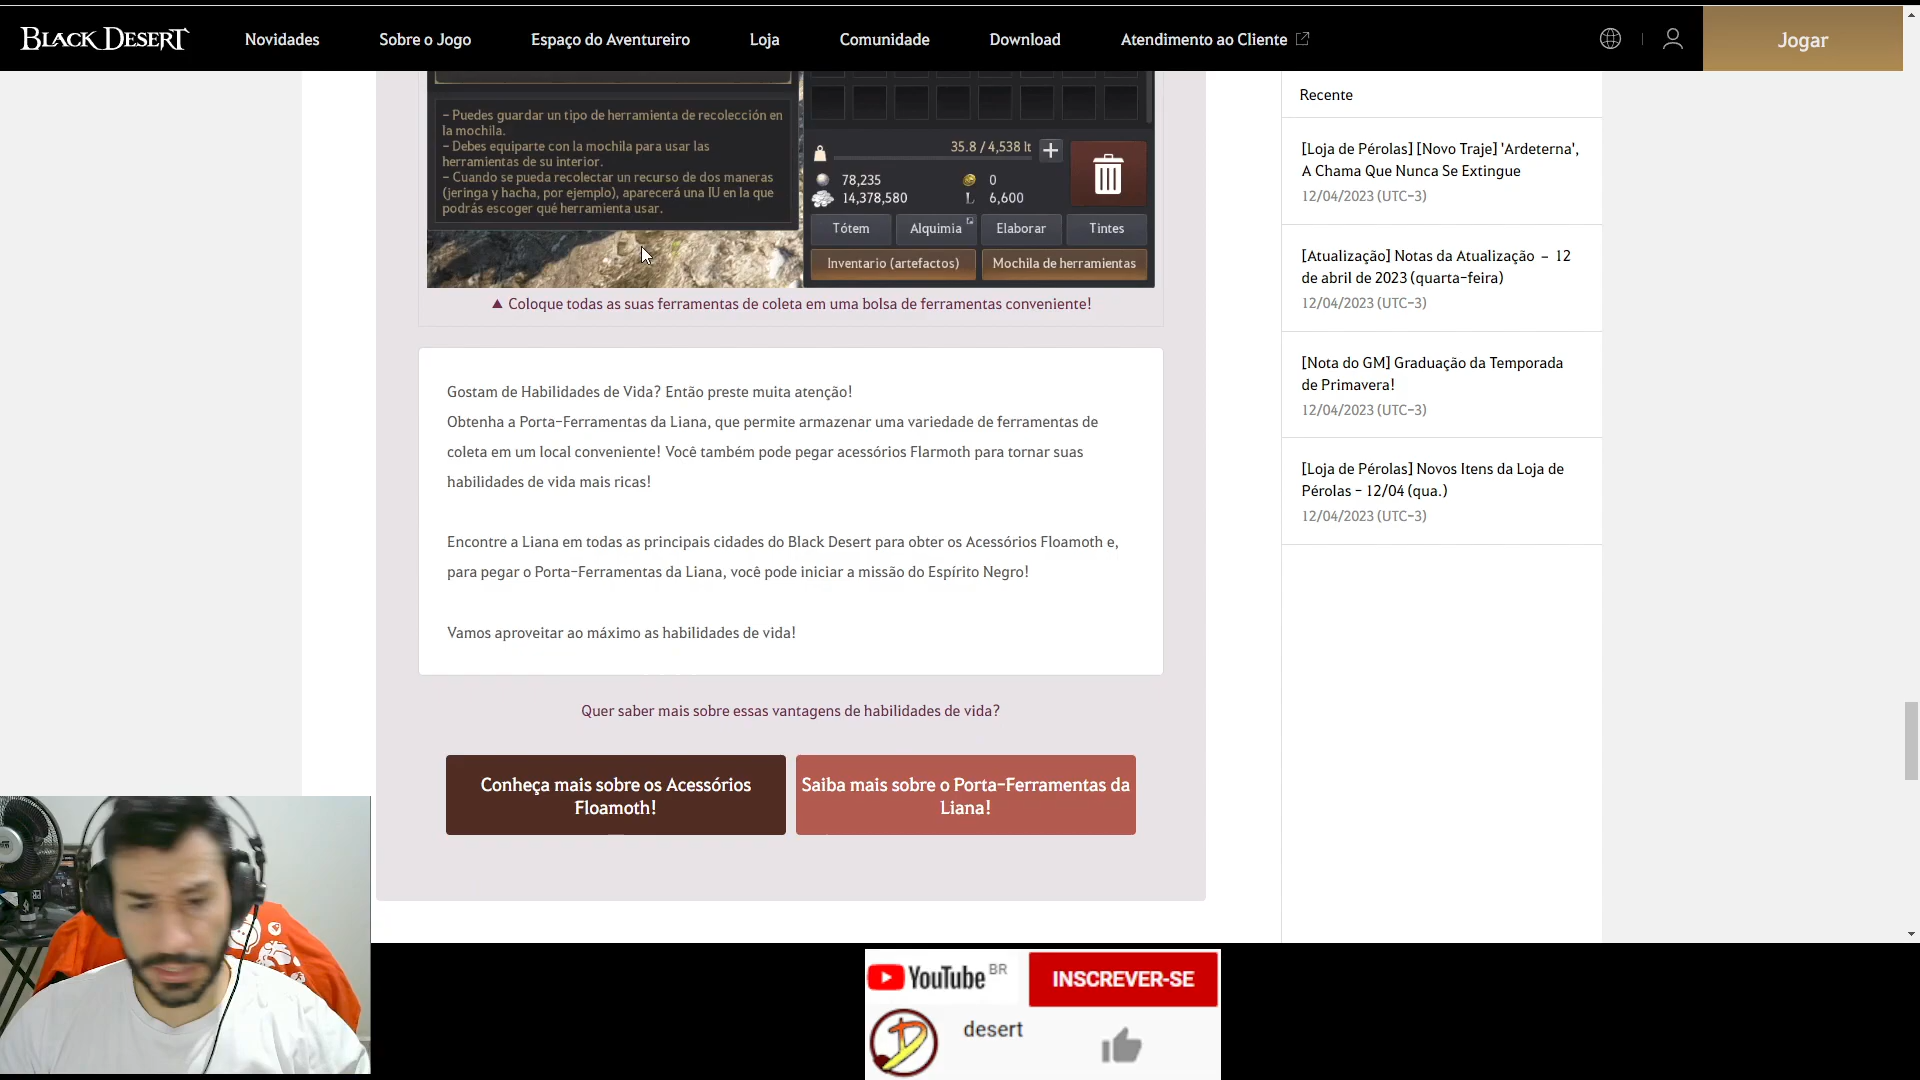 BLACK DESERT
Novidades
Sobre o Jogo
Espaço do Aventureiro
Loja
Comunidade
Download
Atendimento ao Cliente
Jogar
- Puedes guardar un tipo de herramienta de recolección en
la mochila.
- Debes equiparte con la mochila para usar las
herramientas de su interior.
- Cuando se pueda recolectar un recurso de dos maneras
(jeringa y hacha, por ejemplo), aparecerá una IU en la que
podrás escoger qué herramienta usar.
35.8 / 4,538 lt
78,235
0
14,378,580
L 6,600
Tótem
Alquimia
Elaborar
Tintes
Inventario (artefactos)
Mochila de herramientas
▲ Coloque todas as suas ferramentas de coleta em uma bolsa de ferramentas conveniente!
Gostam de Habilidades de Vida? Então preste muita atenção!
Obtenha a Porta-Ferramentas da Liana, que permite armazenar uma variedade de ferramentas de
coleta em um local conveniente! Você também pode pegar acessórios Flarmoth para tornar suas
habilidades de vida mais ricas!
Encontre a Liana em todas as principais cidades do Black Desert para obter os Acessórios Floamoth e,
para pegar o Porta-Ferramentas da Liana, você pode iniciar a missão do Espírito Negro!
Vamos aproveitar ao máximo as habilidades de vida!
Quer saber mais sobre essas vantagens de habilidades de vida?
Conheça mais sobre os Acessórios
Floamoth!
Saiba mais sobre o Porta-Ferramentas da
Liana!
Recente
[Loja de Pérolas] [Novo Traje] 'Ardeterna',
A Chama Que Nunca Se Extingue
12/04/2023 (UTC-3)
[Atualização] Notas da Atualização – 12
de abril de 2023 (quarta-feira)
12/04/2023 (UTC-3)
[Nota do GM] Graduação da Temporada
de Primavera!
12/04/2023 (UTC-3)
[Loja de Pérolas] Novos Itens da Loja de
Pérolas - 12/04 (qua.)
12/04/2023 (UTC-3)
YouTube BR
INSCREVER-SE
desert